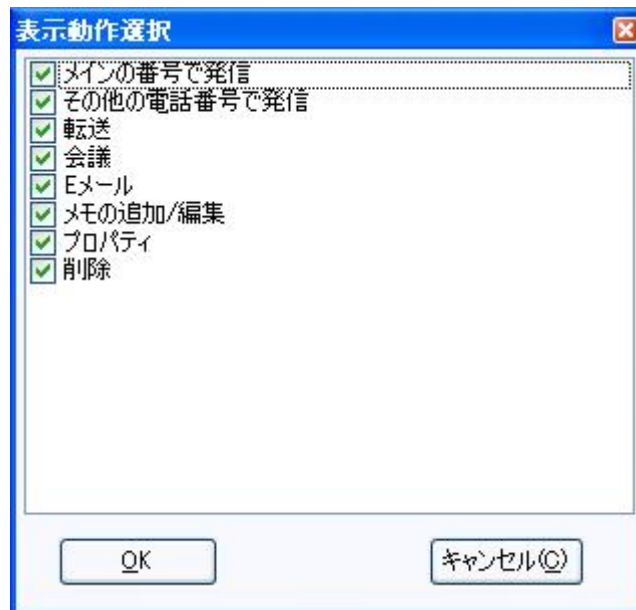 表示動作選択
メインの番号で発信
その他の電話番号で発信
転送
会議
Eメール
メモの追加/編集
プロパティ
削除
OK
キャンセル(C)